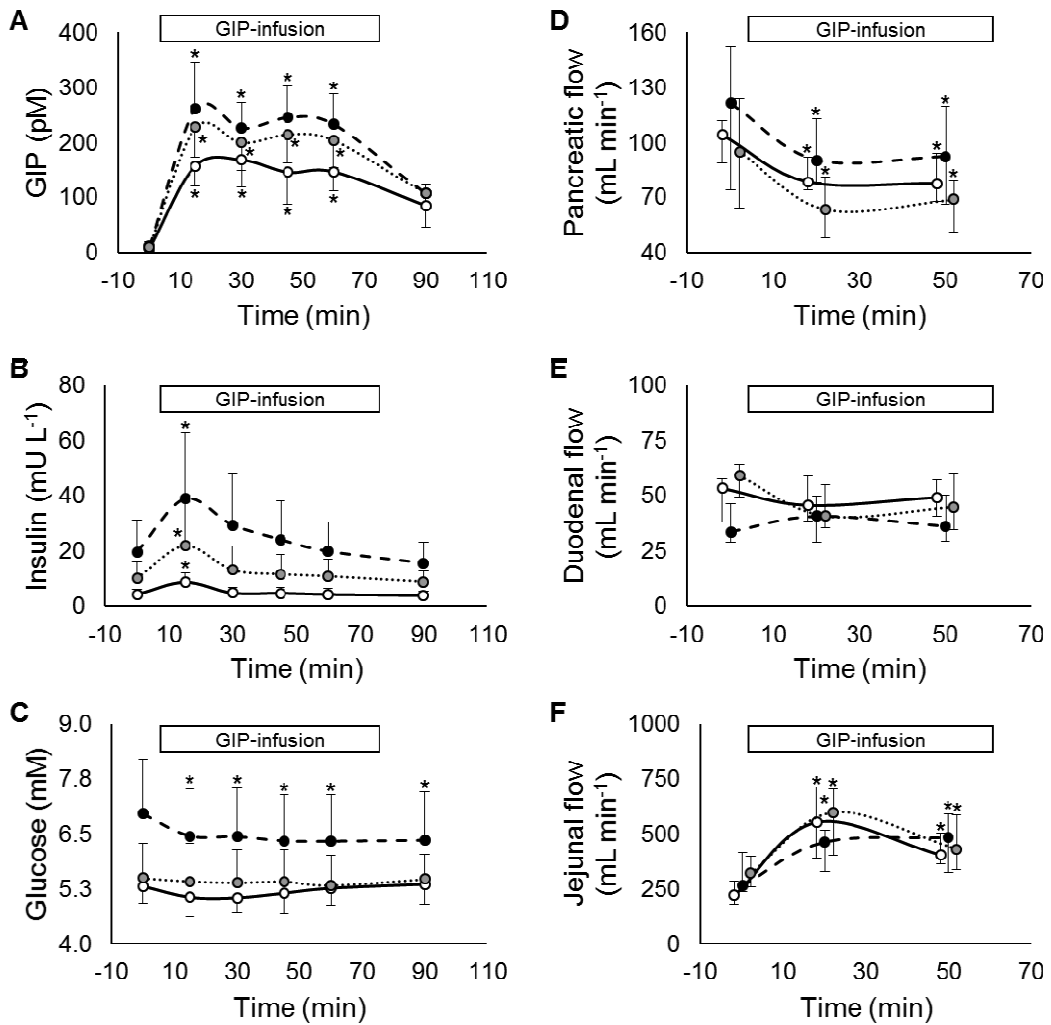 A
GIP-infusion
GIP (pM)
400
300
200
100
0
* * * *
* * * *
* * * *
-10 10 30 50 70 90 110
Time (min)
B
GIP-infusion
Insulin (mU L-1)
80
60
40
20
0
*
*
*
-10 10 30 50 70 90 110
Time (min)
C
GIP-infusion
Glucose (mM)
9.0
7.8
6.5
5.3
4.0
* * * * *
-10 10 30 50 70 90 110
Time (min)
D
GIP-infusion
Pancreatic flow
(mL min-1)
160
130
100
70
40
* *
* *
* *
-10 10 30 50 70
Time (min)
E
GIP-infusion
Duodenal flow
(mL min-1)
100
75
50
25
0
-10 10 30 50 70
Time (min)
F
GIP-infusion
Jejunal flow
(mL min-1)
1000
750
500
250
0
* * * * * *
-10 10 30 50 70
Time (min)